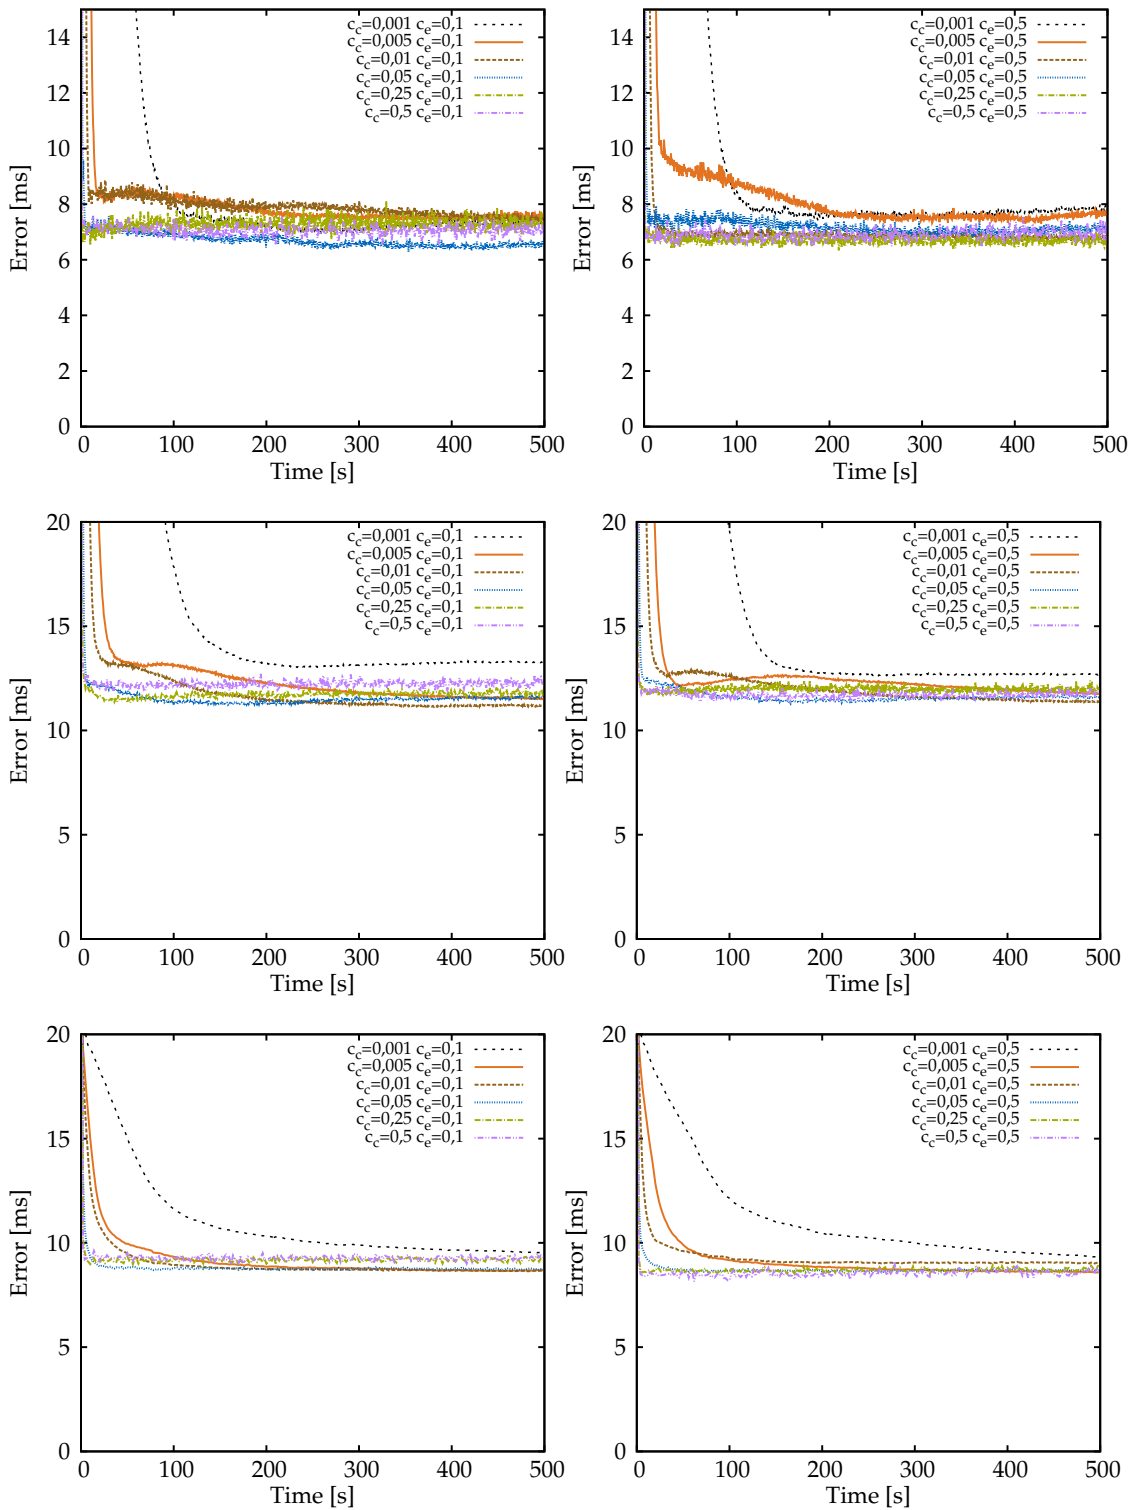 14
12
10
8
6
4
2
0
Error [ms]
0 100 200 300 400 500
Time [s]
c_c=0,001 c_e=0,1
c_c=0,005 c_e=0,1
c_c=0,01 c_e=0,1
c_c=0,05 c_e=0,1
c_c=0,25 c_e=0,1
c_c=0,5 c_e=0,1
14
12
10
8
6
4
2
0
Error [ms]
0 100 200 300 400 500
Time [s]
c_c=0,001 c_e=0,5
c_c=0,005 c_e=0,5
c_c=0,01 c_e=0,5
c_c=0,05 c_e=0,5
c_c=0,25 c_e=0,5
c_c=0,5 c_e=0,5
20
15
10
5
0
Error [ms]
0 100 200 300 400 500
Time [s]
c_c=0,001 c_e=0,1
c_c=0,005 c_e=0,1
c_c=0,01 c_e=0,1
c_c=0,05 c_e=0,1
c_c=0,25 c_e=0,1
c_c=0,5 c_e=0,1
20
15
10
5
0
Error [ms]
0 100 200 300 400 500
Time [s]
c_c=0,001 c_e=0,5
c_c=0,005 c_e=0,5
c_c=0,01 c_e=0,5
c_c=0,05 c_e=0,5
c_c=0,25 c_e=0,5
c_c=0,5 c_e=0,5
20
15
10
5
0
Error [ms]
0 100 200 300 400 500
Time [s]
c_c=0,001 c_e=0,1
c_c=0,005 c_e=0,1
c_c=0,01 c_e=0,1
c_c=0,05 c_e=0,1
c_c=0,25 c_e=0,1
c_c=0,5 c_e=0,1
20
15
10
5
0
Error [ms]
0 100 200 300 400 500
Time [s]
c_c=0,001 c_e=0,5
c_c=0,005 c_e=0,5
c_c=0,01 c_e=0,5
c_c=0,05 c_e=0,5
c_c=0,25 c_e=0,5
c_c=0,5 c_e=0,5